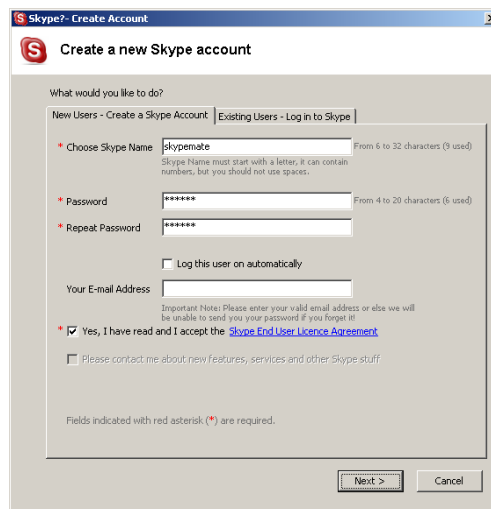 Skype?- Create Account
Create a new Skype account
What would you like to do?
New Users - Create a Skype Account
Existing Users - Log in to Skype
* Choose Skype Name
skypemate
From 6 to 32 characters (9 used)
Skype Name must start with a letter, it can contain
numbers, but you should not use spaces.
* Password
******
From 4 to 20 characters (6 used)
* Repeat Password
******
Log this user on automatically
Your E-mail Address
Important Note: Please enter your valid email address or else we will
be unable to send you your password if you forget it!
* Yes, I have read and I accept the Skype End User Licence Agreement
Please contact me about new features, services and other Skype stuff
Fields indicated with red asterisk (*) are required.
Next >
Cancel